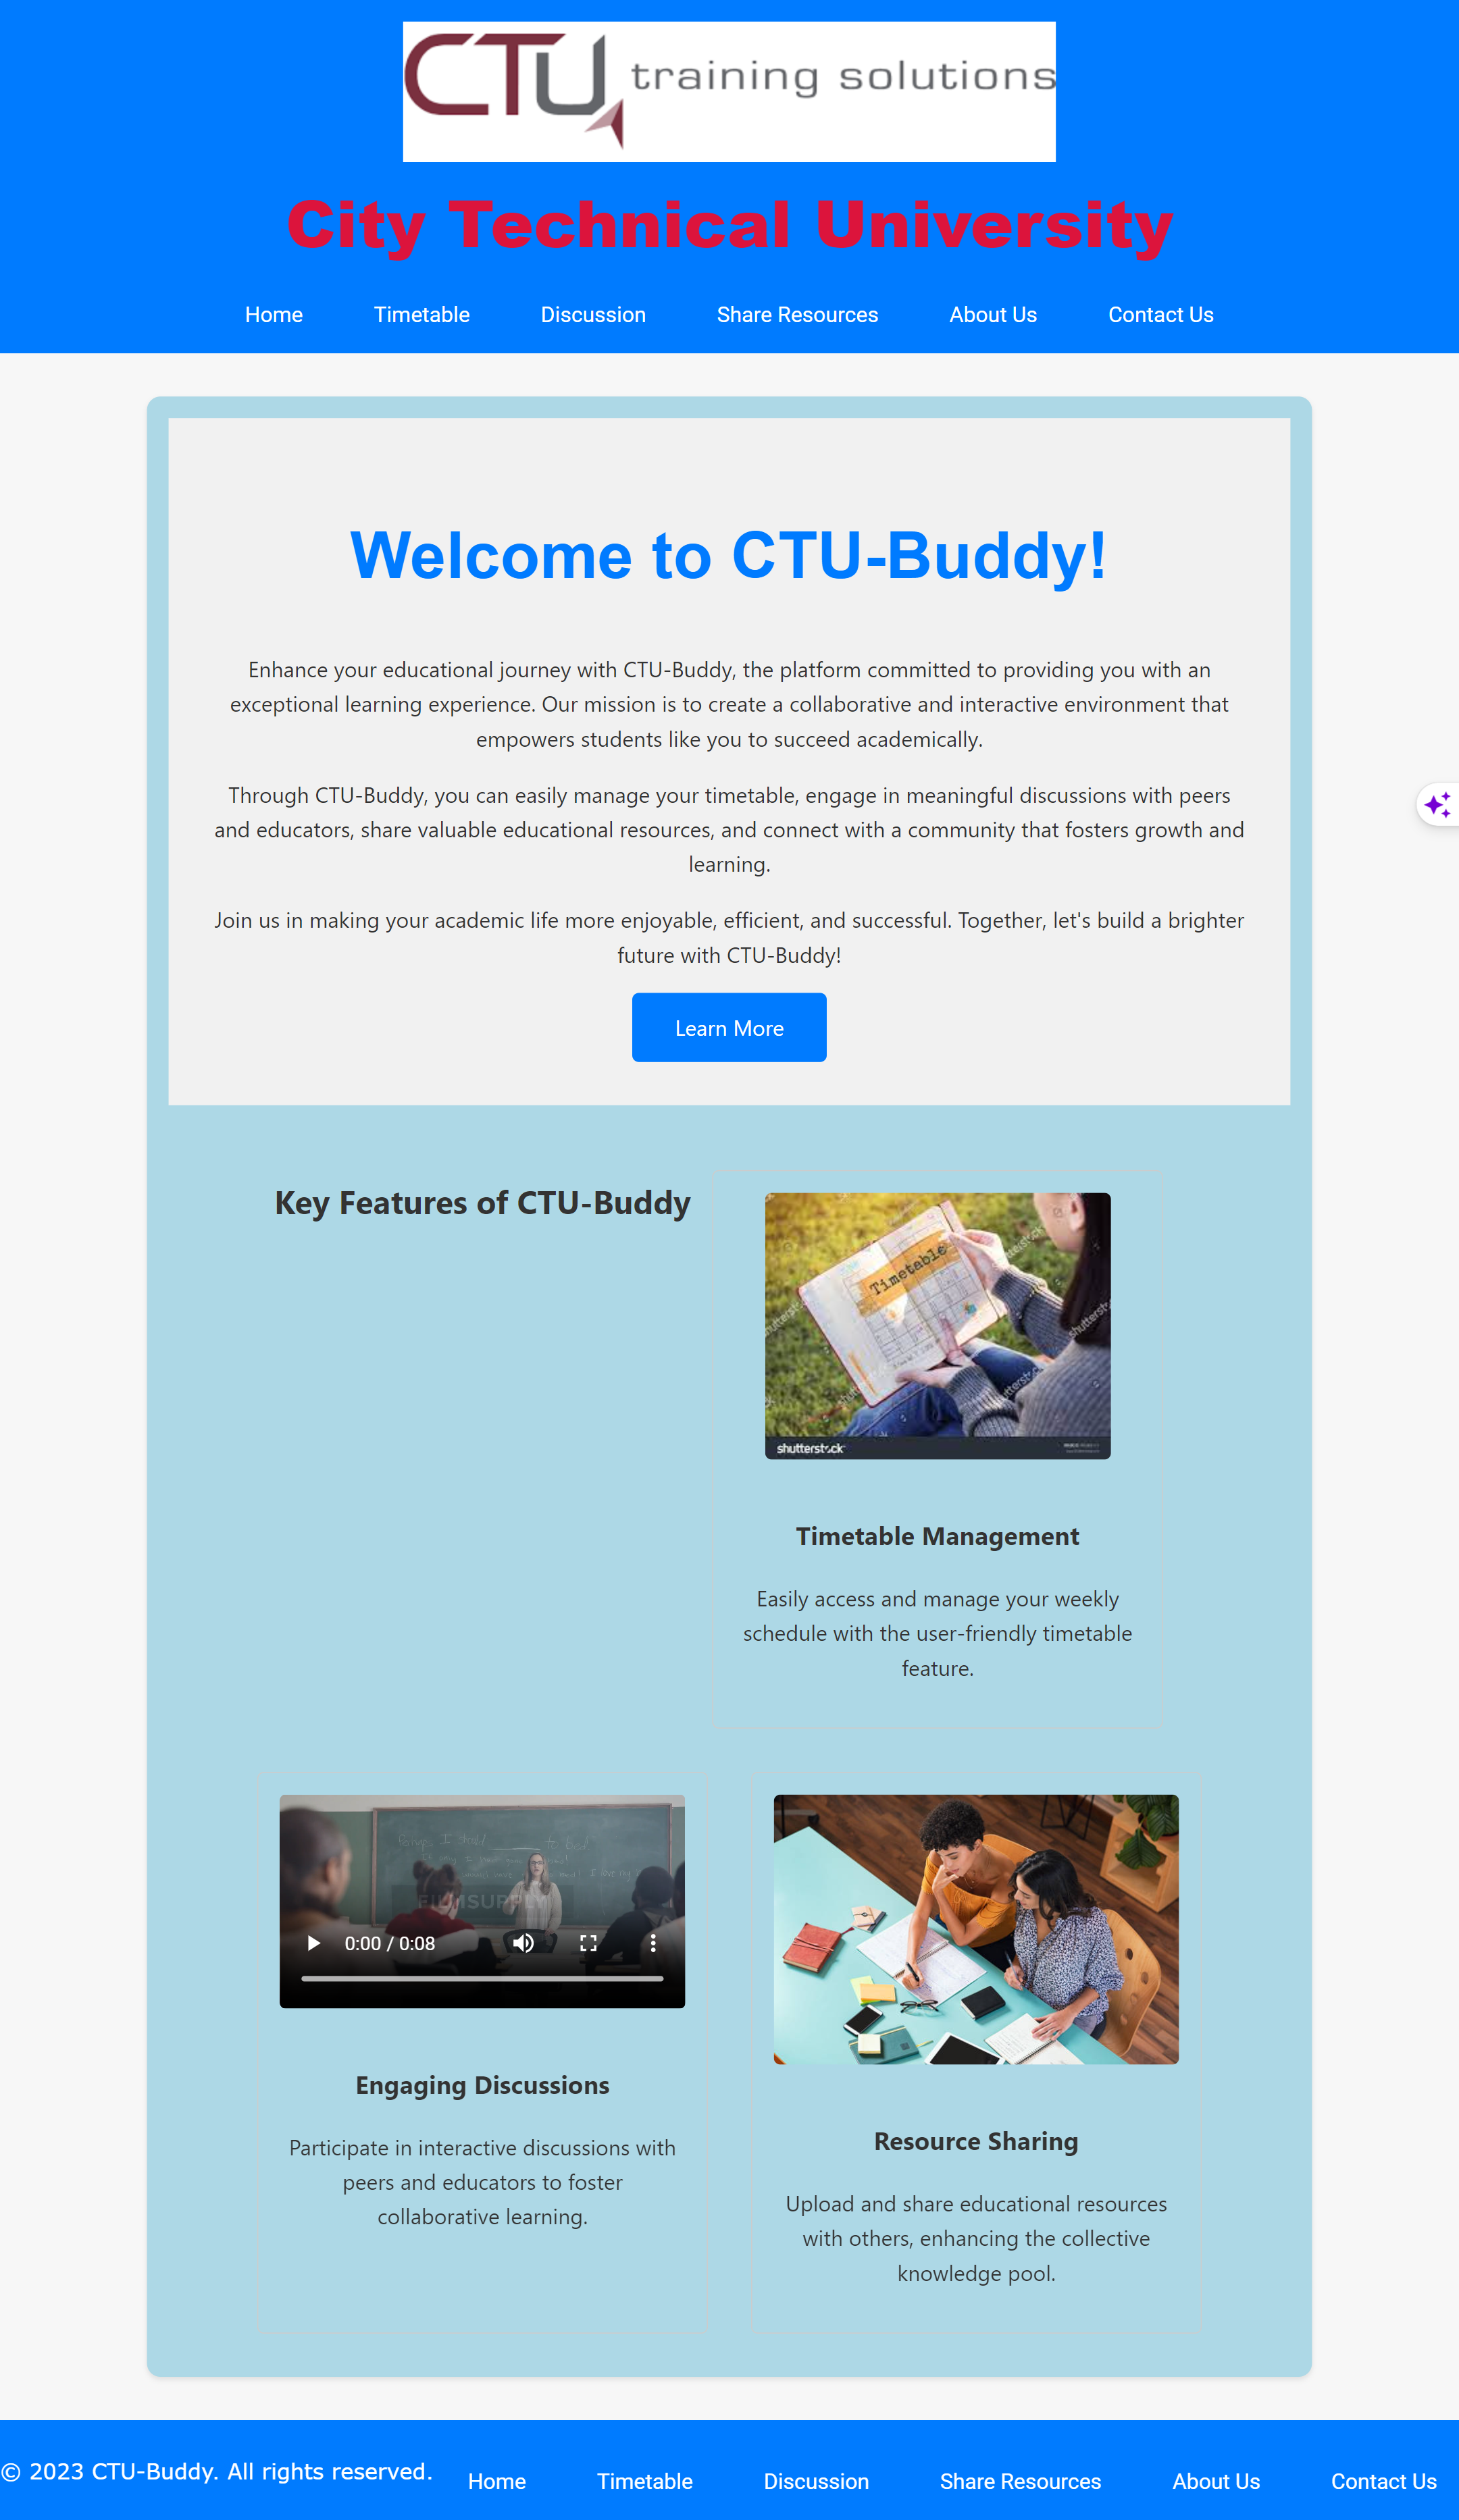 CTU training solutions
City Technical University
Home Timetable Discussion Share Resources About Us Contact Us
Welcome to CTU-Buddy!
Enhance your educational journey with CTU-Buddy, the platform committed to providing you with an
exceptional learning experience. Our mission is to create a collaborative and interactive environment that
empowers students like you to succeed academically.
Through CTU-Buddy, you can easily manage your timetable, engage in meaningful discussions with peers
and educators, share valuable educational resources, and connect with a community that fosters growth and
learning.
Join us in making your academic life more enjoyable, efficient, and successful. Together, let's build a brighter
future with CTU-Buddy!
Learn More
Key Features of CTU-Buddy
Timetable
shutterstock
Timetable Management
Easily access and manage your weekly
schedule with the user-friendly timetable
feature.
FILMSUPPLY
0:00 / 0:08
Engaging Discussions
Participate in interactive discussions with
peers and educators to foster
collaborative learning.
Resource Sharing
Upload and share educational resources
with others, enhancing the collective
knowledge pool.
© 2023 CTU-Buddy. All rights reserved.
Home Timetable Discussion Share Resources About Us Contact Us